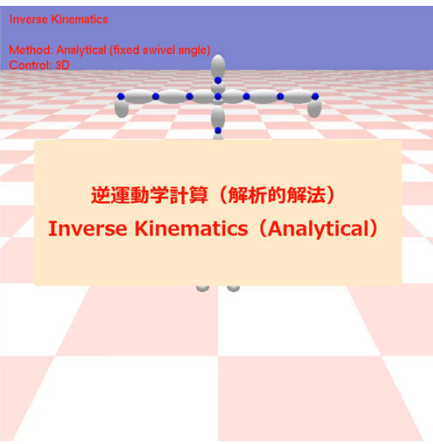 Inverse Kinematics
Method: Analytical (fixed swivel angle)
Control: 3D
逆運動学計算（解析的解法）
Inverse Kinematics（Analytical）